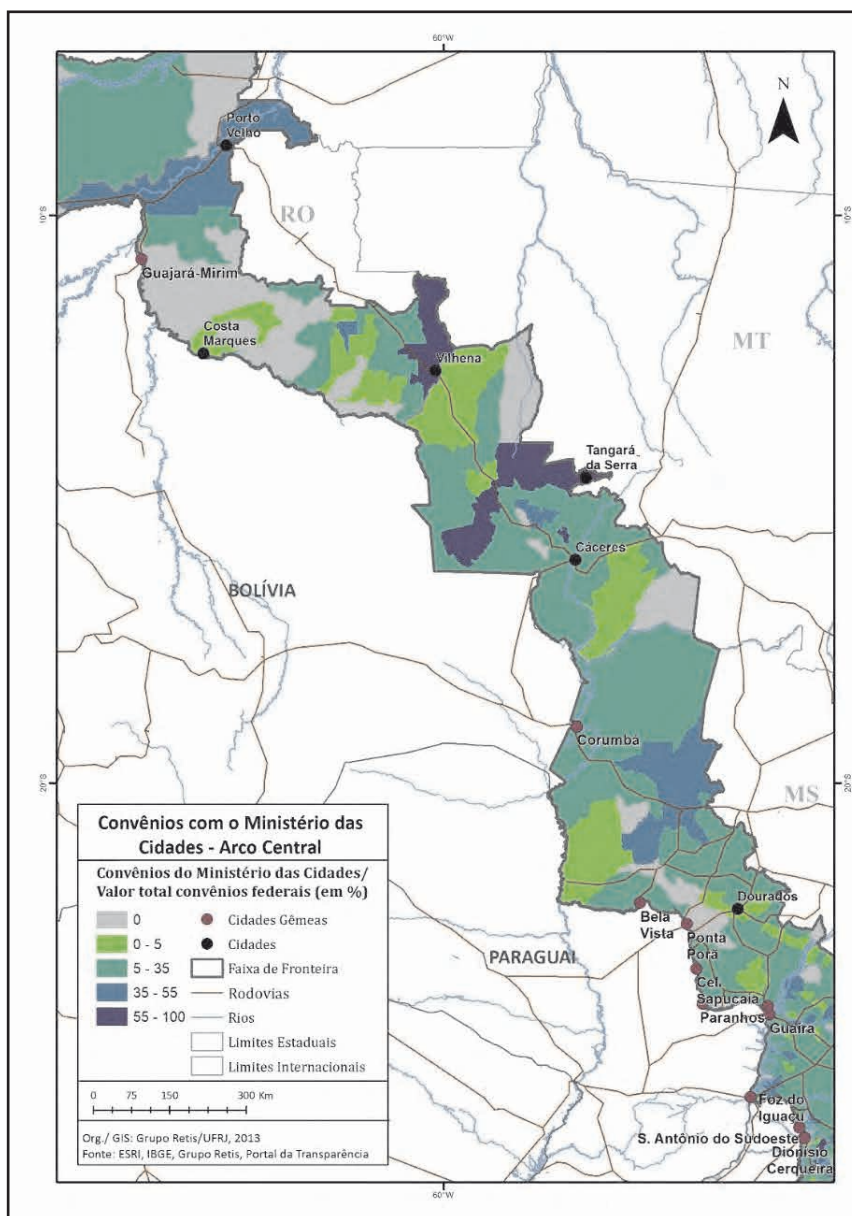 60°W
N
Porto
Velho
10°S
10°S
RO
Guajará-Mirim
Costa
Marques
MT
Vilhena
Tangará
da Serra
Cáceres
BOLÍVIA
Corumbá
20°S
20°S
MS
Convênios com o Ministério das
Cidades - Arco Central
Convênios do Ministério das Cidades/
Valor total convênios federais (em %)
0
0 - 5
5 - 35
35 - 55
55 - 100
Cidades Gêmeas
Cidades
Faixa de Fronteira
Rodovias
Rios
Limites Estaduais
Limites Internacionais
0 75 150 300 Km
Org./ GIS: Grupo Retis/UFRJ, 2013
Fonte: ESRI, IBGE, Grupo Retis, Portal da Transparência
Dourados
Bela
Vista
Ponta
Porã
PARAGUAI
Cel.
Sapucaia
Paranhos
Guaíra
Foz do
Iguaçu
S. Antônio do Sudoeste
Dionísio
Cerqueira
60°W